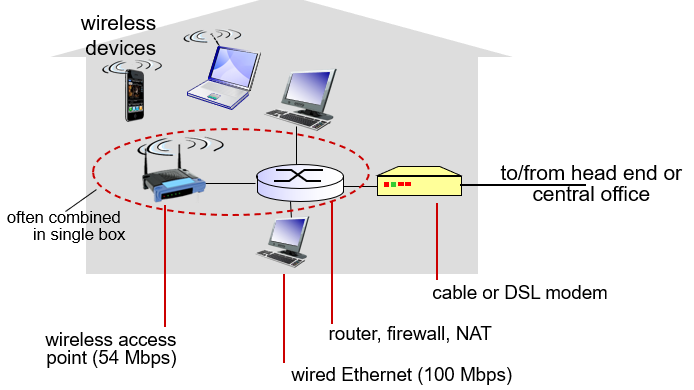 wireless
devices
to/from head end or
central office
often combined
in single box
cable or DSL modem
router, firewall, NAT
wireless access
point (54 Mbps)
wired Ethernet (100 Mbps)